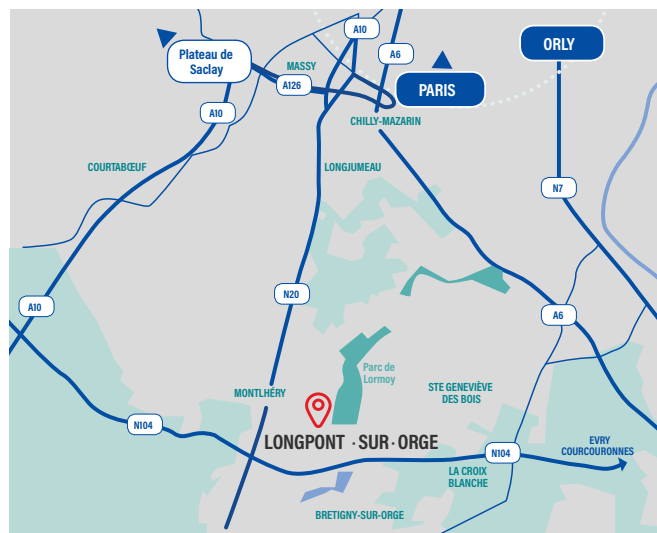 A10
A6
ORLY
Plateau de
Saclay
MASSY
A126
PARIS
A10
CHILLY-MAZARIN
COURTABŒUF
LONGJUMEAU
N7
N20
A10
A6
Parc de
Lormoy
MONTLHÉRY
STE GENEVIÈVE
DES BOIS
N104
LONGPONT · SUR · ORGE
N104
EVRY
COURCOURONNES
LA CROIX
BLANCHE
BRETIGNY-SUR-ORGE